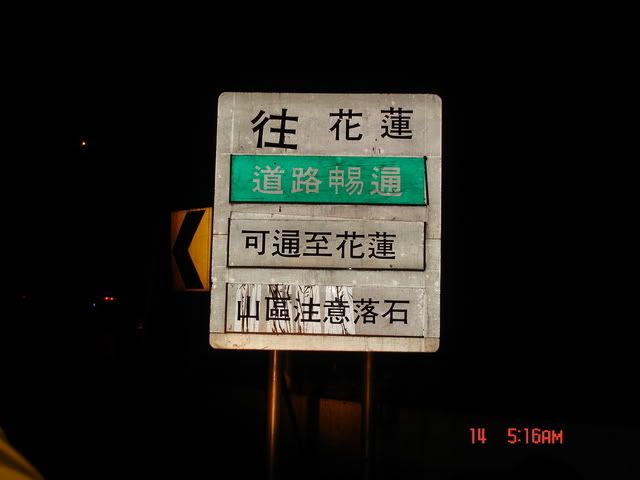 往 花蓮
道路暢通
可通至花蓮
山區注意落石
14 5:16AM